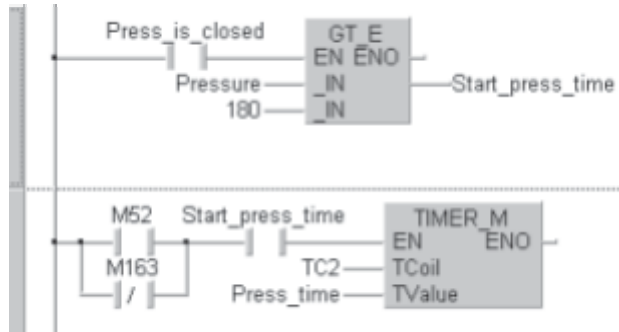 Press_is_closed
GT_E
EN ENO
Pressure _IN Start_press_time
180 _IN
M52 Start_press_time TIMER_M
EN ENO
M163 TC2 TCoil
/ Press_time TValue